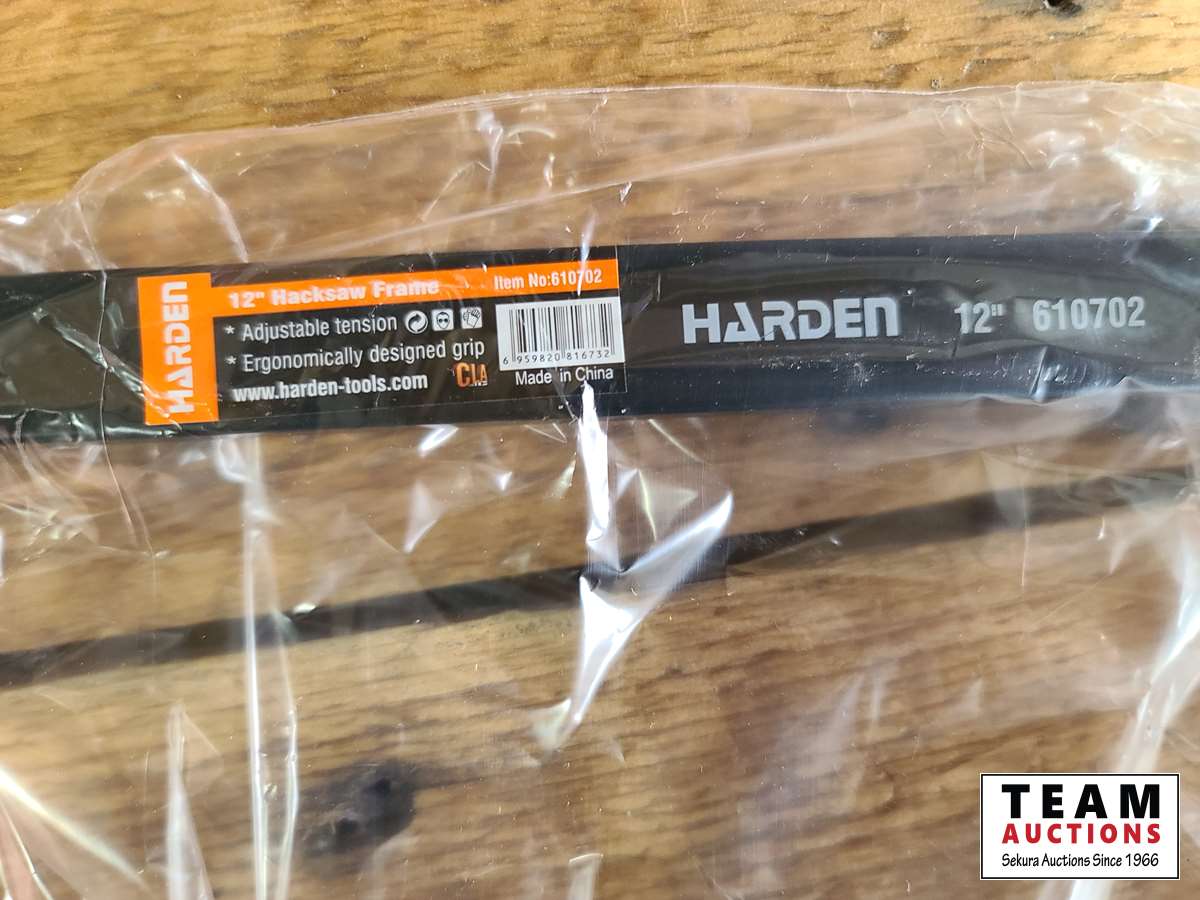 HARDEN
12" Hacksaw Frame
Item No:610702
* Adjustable tension
* Ergonomically designed grip
www.harden-tools.com
CLA
6 959820 816732
Made in China
HARDEN 12" 610702
TEAM
AUCTIONS
Sekura Auctions Since 1966